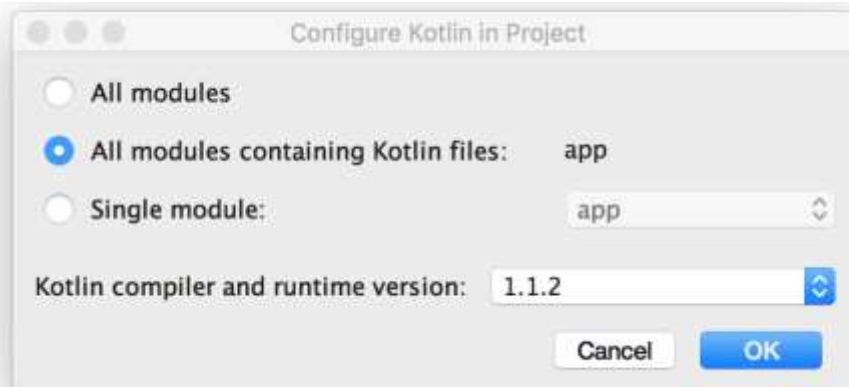 Configure Kotlin in Project
All modules
All modules containing Kotlin files: app
Single module: app
Kotlin compiler and runtime version: 1.1.2
Cancel OK